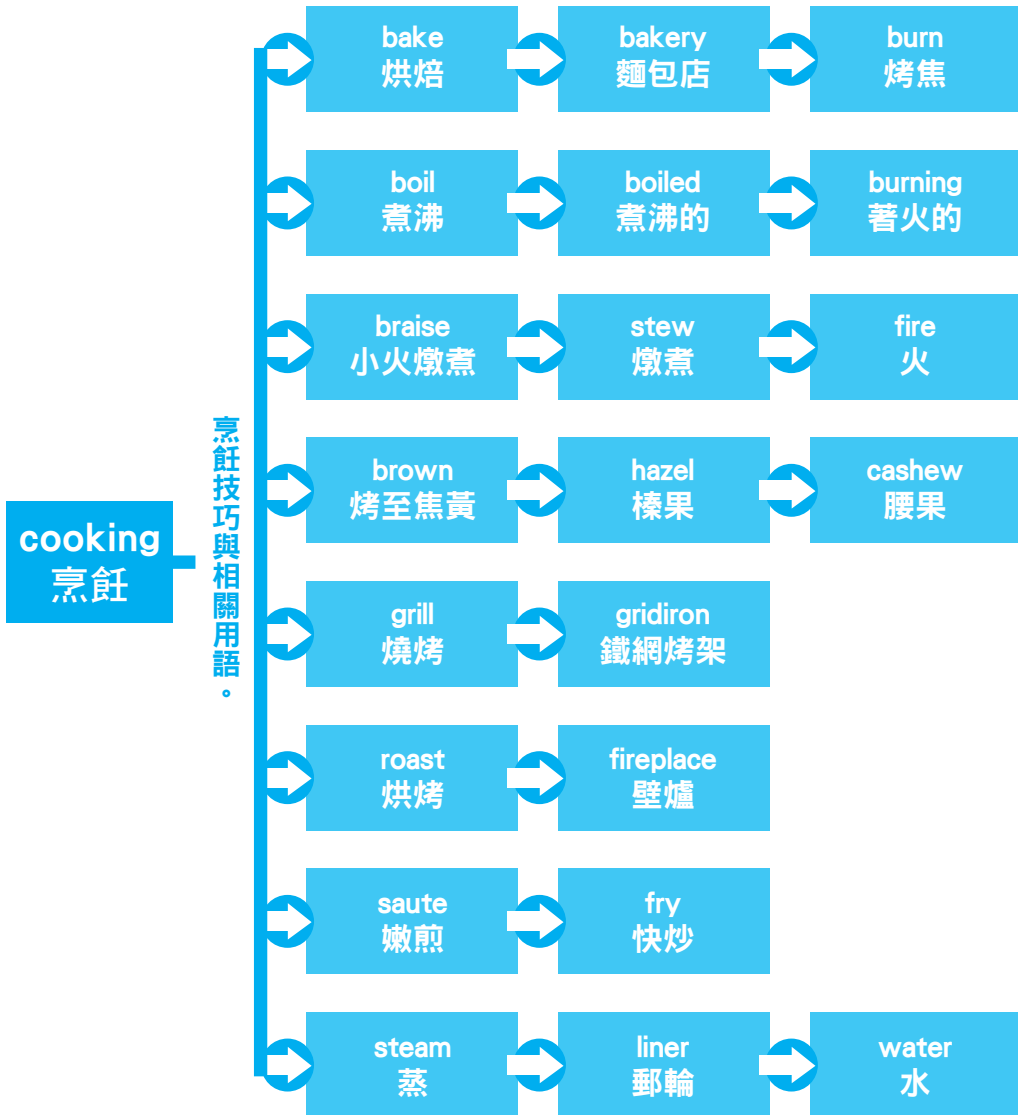 cooking
烹飪
烹飪技巧與相關用語。
bake
烘焙
bakery
麵包店
burn
烤焦
boil
煮沸
boiled
煮沸的
burning
著火的
braise
小火燉煮
stew
燉煮
fire
火
brown
烤至焦黃
hazel
榛果
cashew
腰果
grill
燒烤
gridiron
鐵網烤架
roast
烘烤
fireplace
壁爐
saute
嫩煎
fry
快炒
steam
蒸
liner
郵輪
water
水